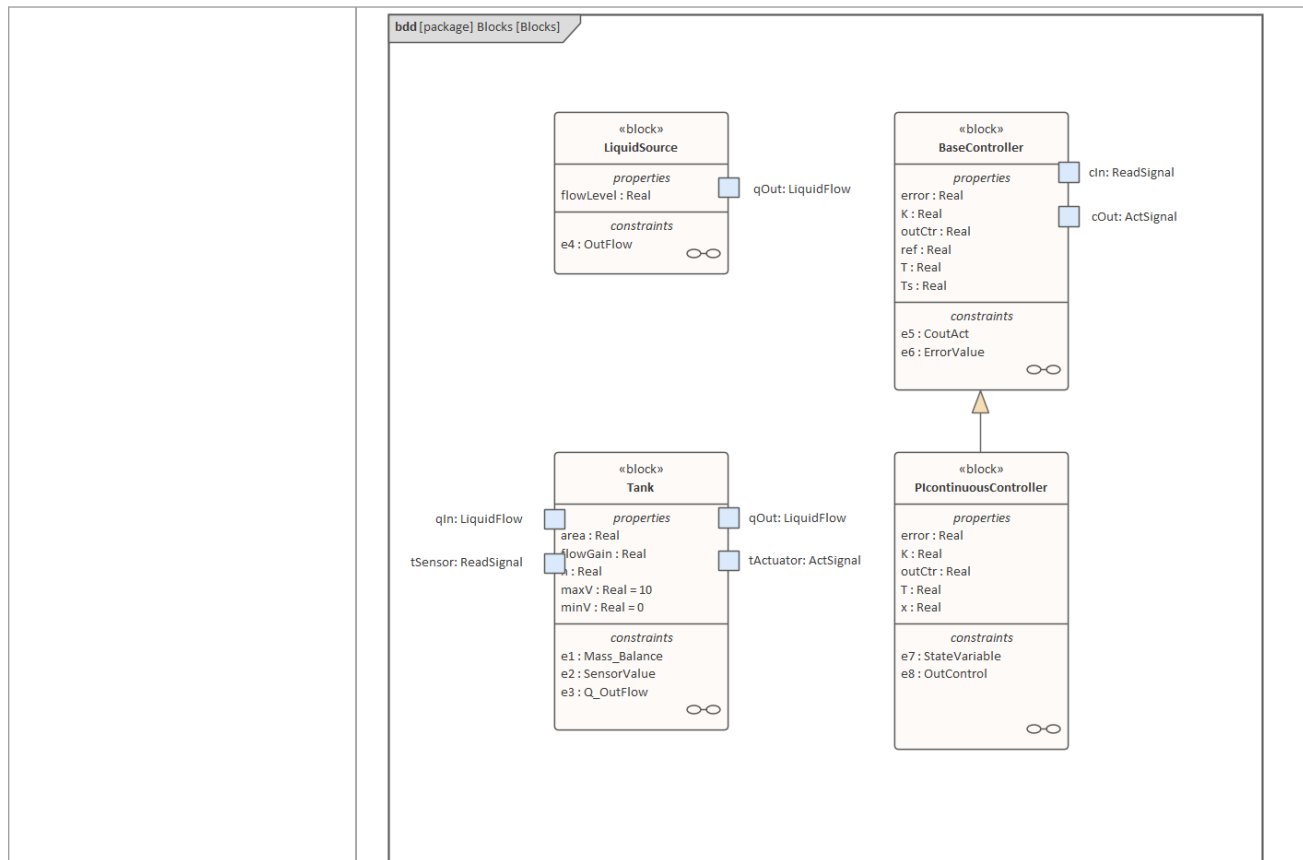 bdd [package] Blocks [Blocks]
«block»
LiquidSource
properties
flowLevel : Real
constraints
e4 : OutFlow
qOut: LiquidFlow
«block»
BaseController
properties
error : Real
K : Real
outCtr : Real
ref : Real
T : Real
Ts : Real
constraints
e5 : CoutAct
e6 : ErrorValue
cIn: ReadSignal
cOut: ActSignal
«block»
Tank
properties
area : Real
flowGain : Real
h : Real
maxV : Real = 10
minV : Real = 0
constraints
e1 : Mass_Balance
e2 : SensorValue
e3 : Q_OutFlow
qIn: LiquidFlow
tSensor: ReadSignal
qOut: LiquidFlow
tActuator: ActSignal
«block»
PIcontinuousController
properties
error : Real
K : Real
outCtr : Real
T : Real
x : Real
constraints
e7 : StateVariable
e8 : OutControl